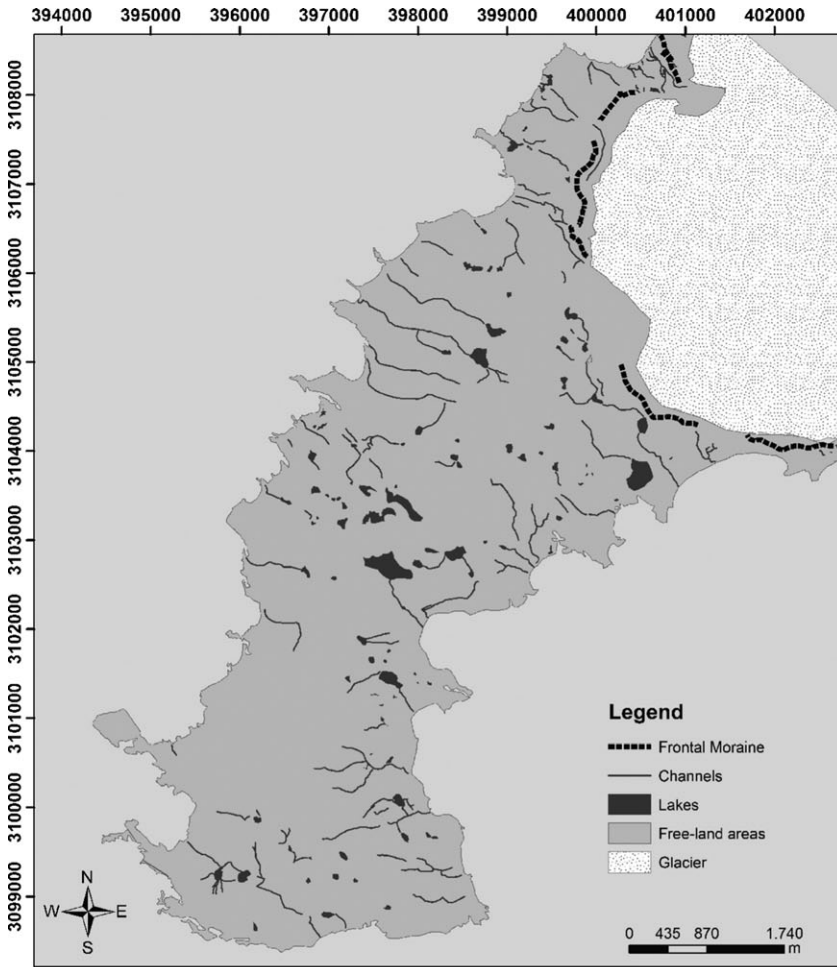 394000 395000 396000 397000 398000 399000 400000 401000 402000
3108000
3107000
3106000
3105000
3104000
3103000
3102000
3101000
3100000
3099000
Legend
Frontal Moraine
Channels
Lakes
Free-land areas
Glacier
N
W E
S
0 435 870 1.740
m